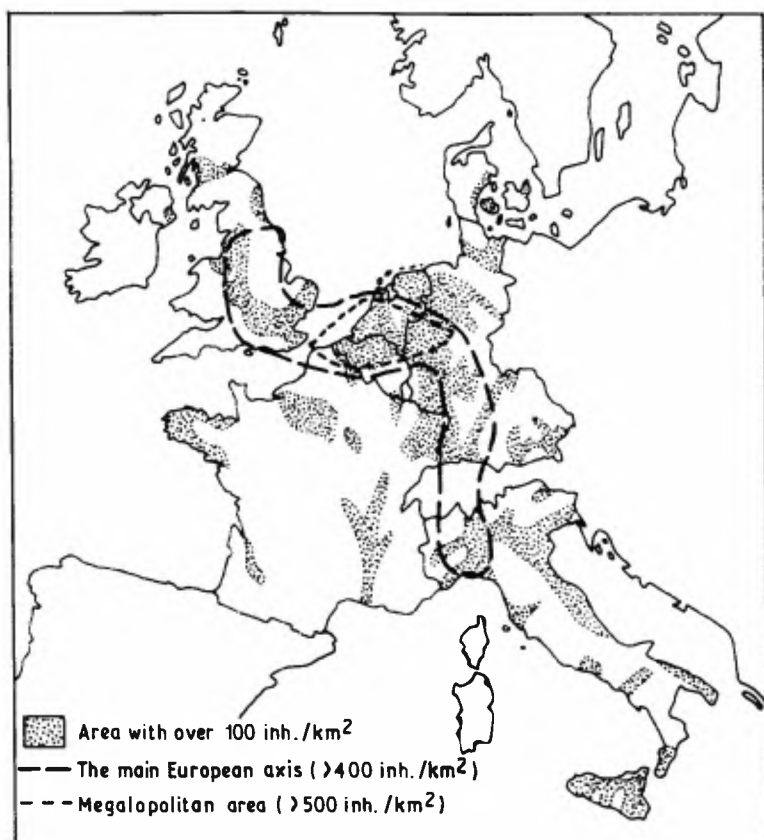 Area with over 100 inh./km²
The main European axis (>400 inh./km²)
Megalopolitan area (>500 inh./km²)